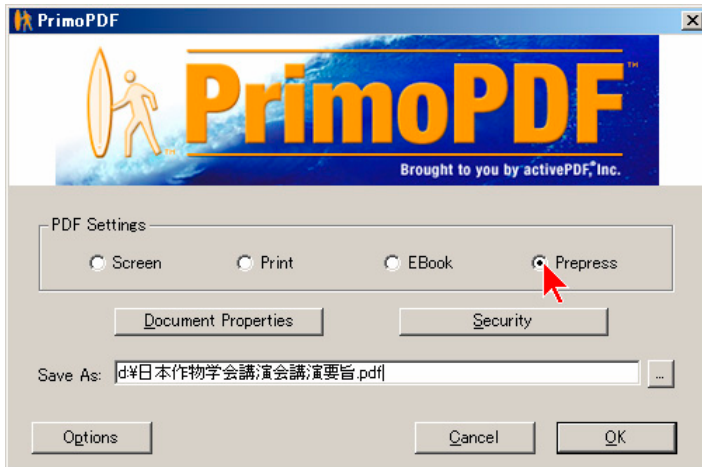 PrimoPDF
PrimoPDF™
Brought to you by activePDF,® Inc.
PDF Settings
Screen Print EBook Prepress
Document Properties Security
Save As: d:¥日本作物学会講演会講演要旨.pdf ...
Options Cancel OK